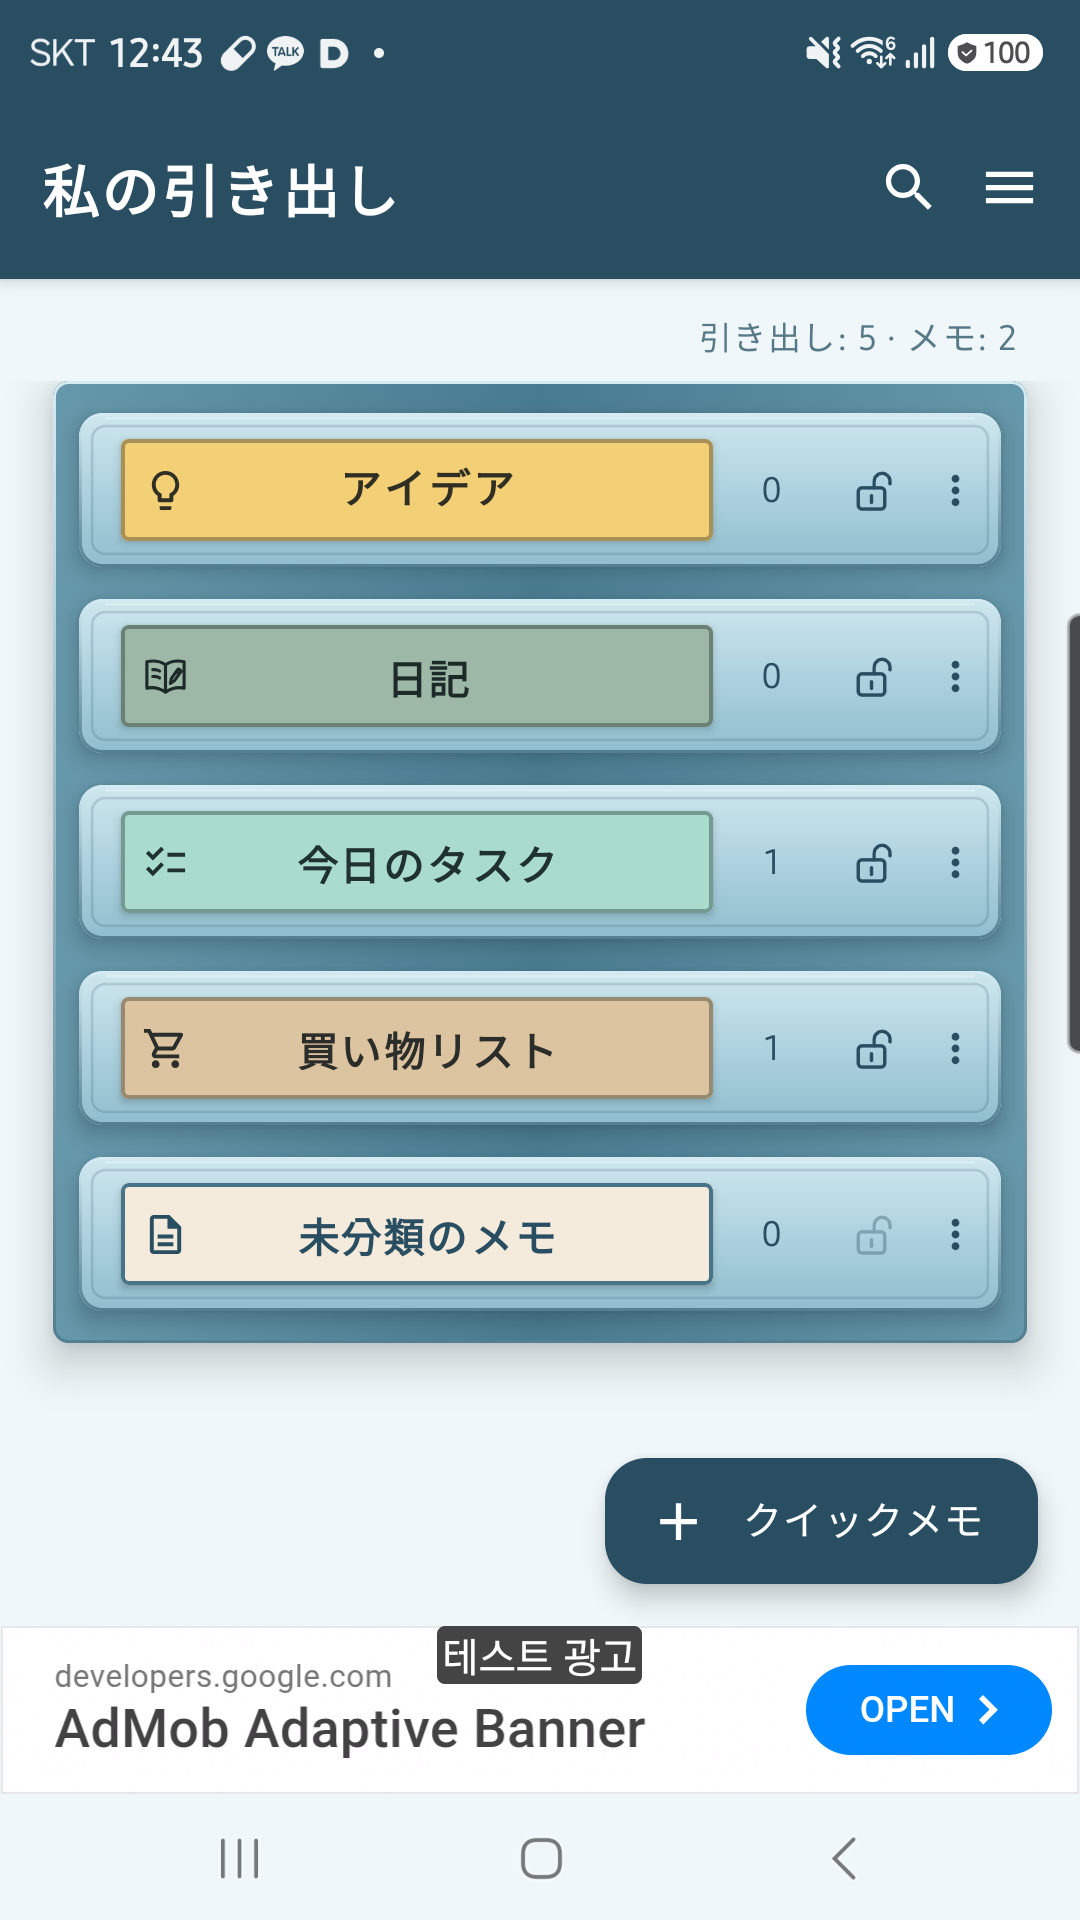 SKT 12:43 TALK D 6 100
私の引き出し
引き出し: 5 · メモ: 2
アイデア 0
日記 0
今日のタスク 1
買い物リスト 1
未分類のメモ 0
クイックメモ
테스트 광고
developers.google.com
AdMob Adaptive Banner
OPEN